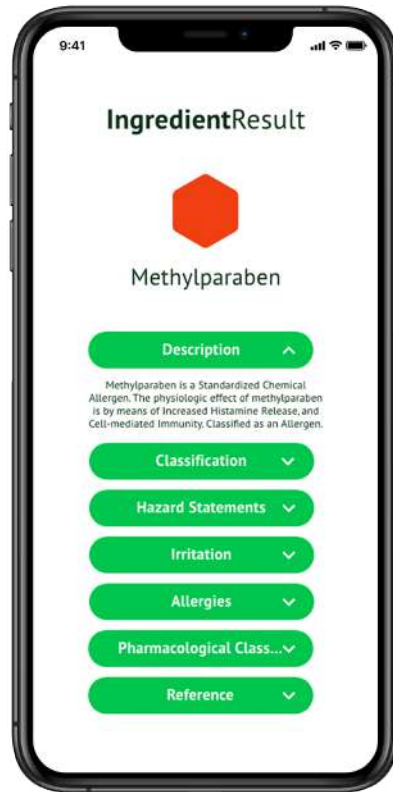 9:41
IngredientResult
Methylparaben
Description
Methylparaben is a Standardized Chemical
Allergen. The physiologic effect of methylparaben
is by means of Increased Histamine Release, and
Cell-mediated Immunity. Classified as an Allergen.
Classification
Hazard Statements
Irritation
Allergies
Pharmacological Class...
Reference